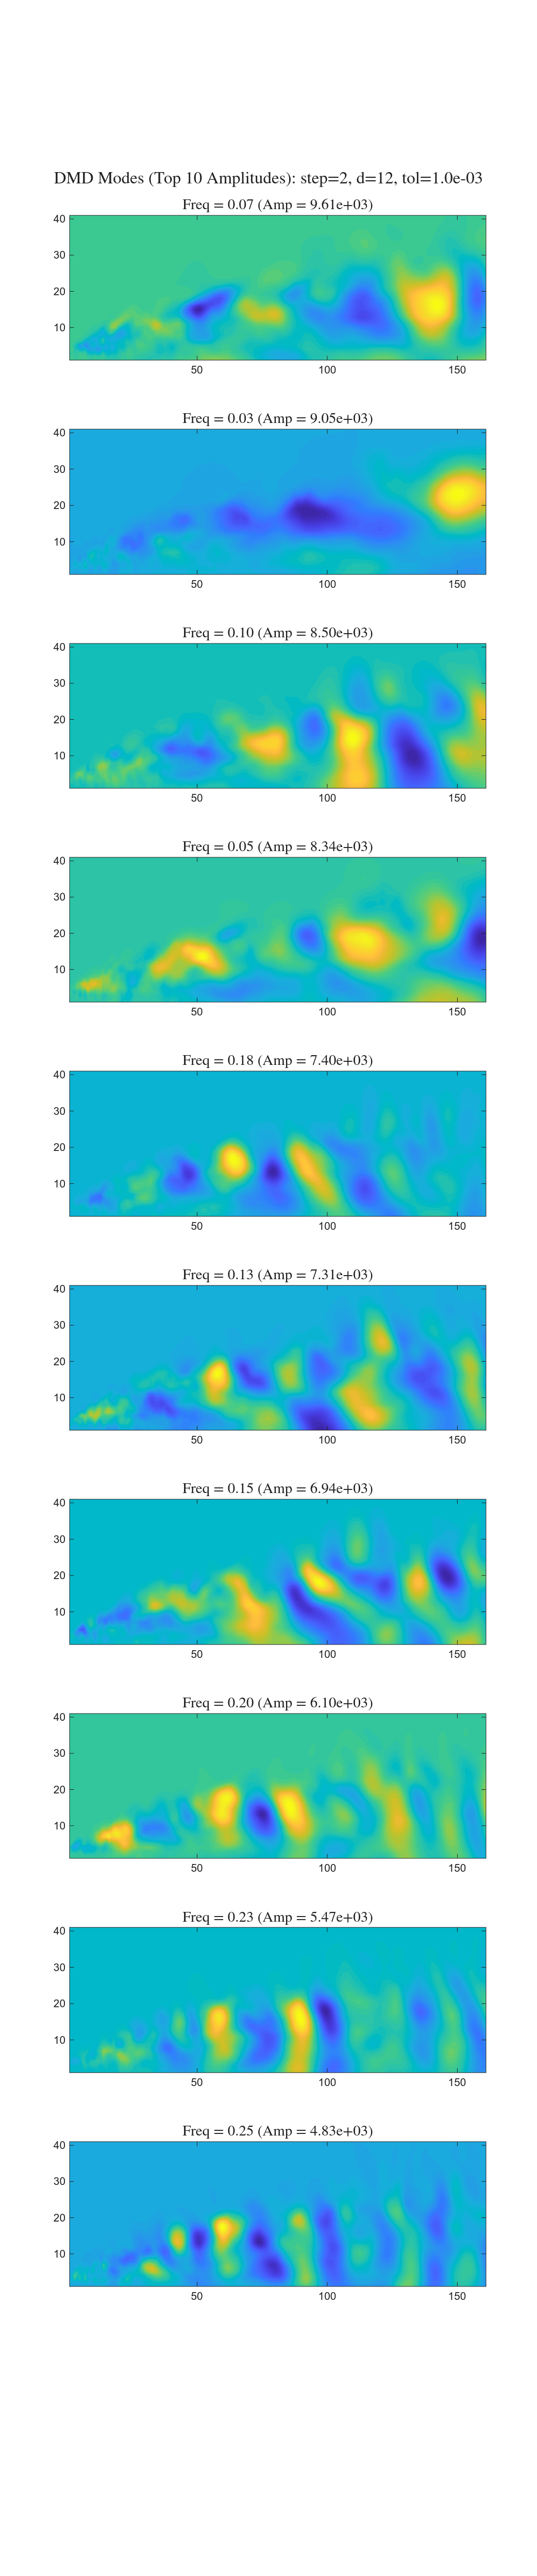 DMD Modes (Top 10 Amplitudes): step=2, d=12, tol=1.0e-03
Freq = 0.07 (Amp = 9.61e+03)
40
30
20
10
50 100 150
Freq = 0.03 (Amp = 9.05e+03)
40
30
20
10
50 100 150
Freq = 0.10 (Amp = 8.50e+03)
40
30
20
10
50 100 150
Freq = 0.05 (Amp = 8.34e+03)
40
30
20
10
50 100 150
Freq = 0.18 (Amp = 7.40e+03)
40
30
20
10
50 100 150
Freq = 0.13 (Amp = 7.31e+03)
40
30
20
10
50 100 150
Freq = 0.15 (Amp = 6.94e+03)
40
30
20
10
50 100 150
Freq = 0.20 (Amp = 6.10e+03)
40
30
20
10
50 100 150
Freq = 0.23 (Amp = 5.47e+03)
40
30
20
10
50 100 150
Freq = 0.25 (Amp = 4.83e+03)
40
30
20
10
50 100 150